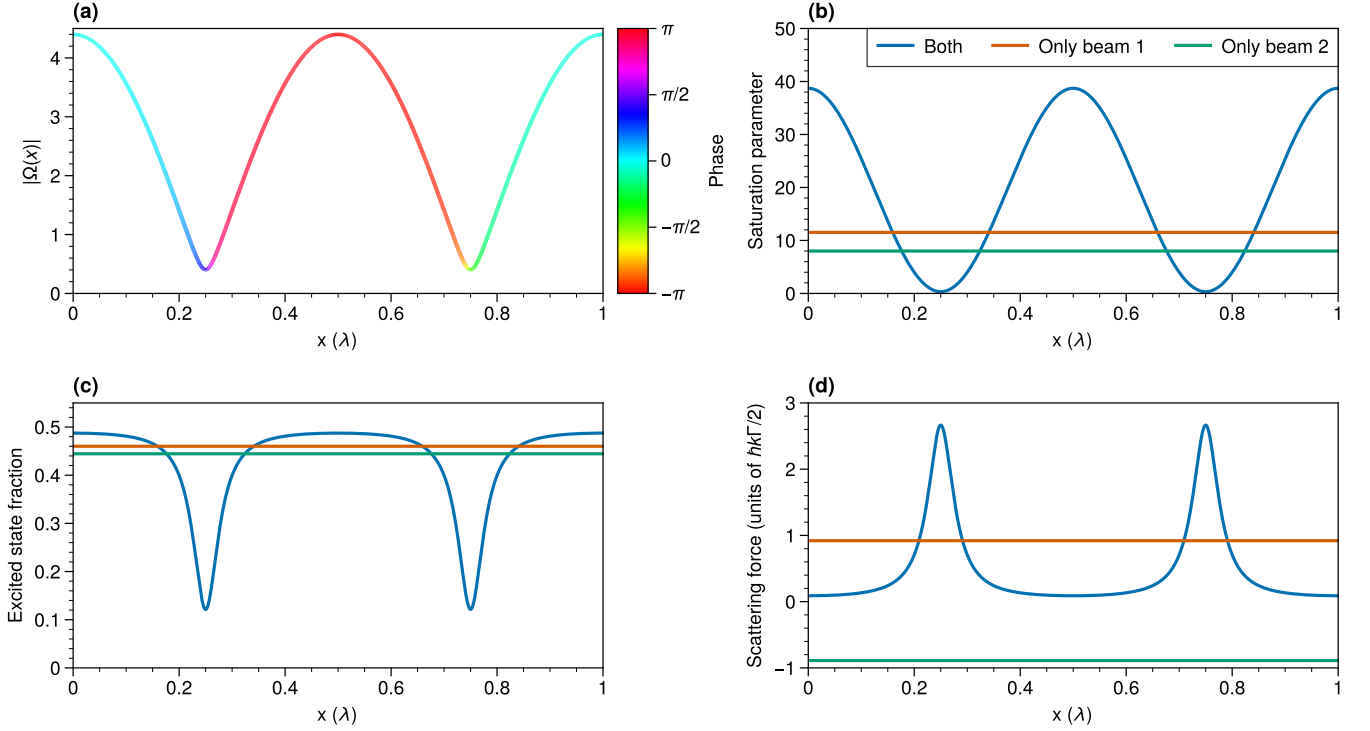 (a)
4
3
2
1
0
|Ω(x)|
0 0.2 0.4 0.6 0.8 1
x (λ)
π
π/2
0
−π/2
−π
Phase
(b)
50
40
30
20
10
0
Saturation parameter
Both Only beam 1 Only beam 2
0 0.2 0.4 0.6 0.8 1
x (λ)
(c)
0.5
0.4
0.3
0.2
0.1
0
Excited state fraction
0 0.2 0.4 0.6 0.8 1
x (λ)
(d)
3
2
1
0
−1
Scattering force (units of ℏkΓ/2)
0 0.2 0.4 0.6 0.8 1
x (λ)